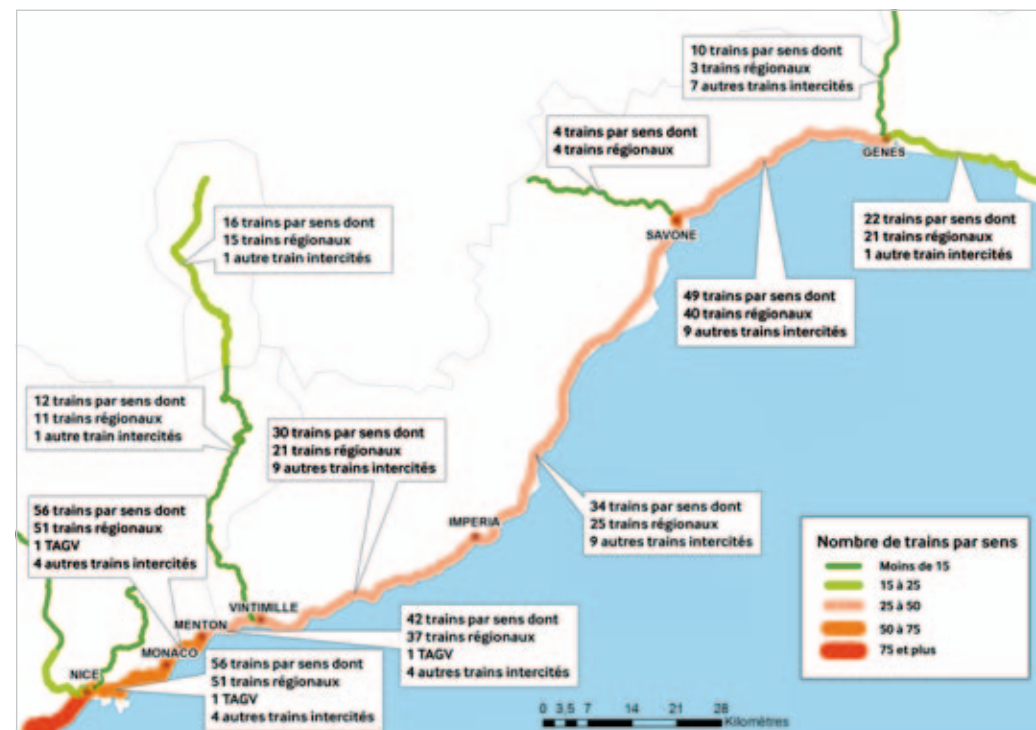 10 trains par sens dont
3 trains régionaux
7 autres trains intercités
4 trains par sens dont
4 trains régionaux
GENES
16 trains par sens dont
15 trains régionaux
1 autre train intercités
22 trains par sens dont
21 trains régionaux
1 autre train intercités
SAVONE
49 trains par sens dont
40 trains régionaux
9 autres trains intercités
12 trains par sens dont
11 trains régionaux
1 autre train intercités
30 trains par sens dont
21 trains régionaux
9 autres trains intercités
56 trains par sens dont
51 trains régionaux
1 TAGV
4 autres trains intercités
IMPERIA
34 trains par sens dont
25 trains régionaux
9 autres trains intercités
Nombre de trains par sens
Moins de 15
15 à 25
25 à 50
50 à 75
75 et plus
VINTIMILLE
MENTON
MONACO
NICE
42 trains par sens dont
37 trains régionaux
1 TAGV
4 autres trains intercités
56 trains par sens dont
51 trains régionaux
1 TAGV
4 autres trains intercités
0 3,5 7 14 21 28
Kilomètres